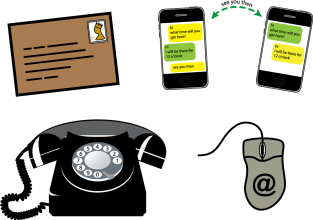 see you then
hi
what time will you
get here?
i will be there for
12 o'clock
see you then
hi
what time will you
get here?
i will be there for
12 o'clock
@